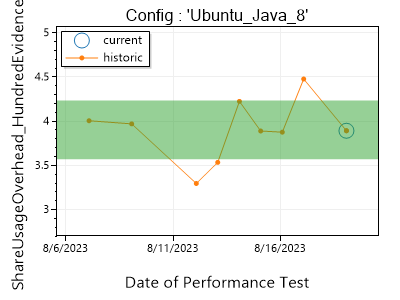 Config : 'Ubuntu_Java_8'
ShareUsageOverhead_HundredEvidence
current
historic
5
4.5
4
3.5
3
8/6/2023
8/11/2023
8/16/2023
Date of Performance Test